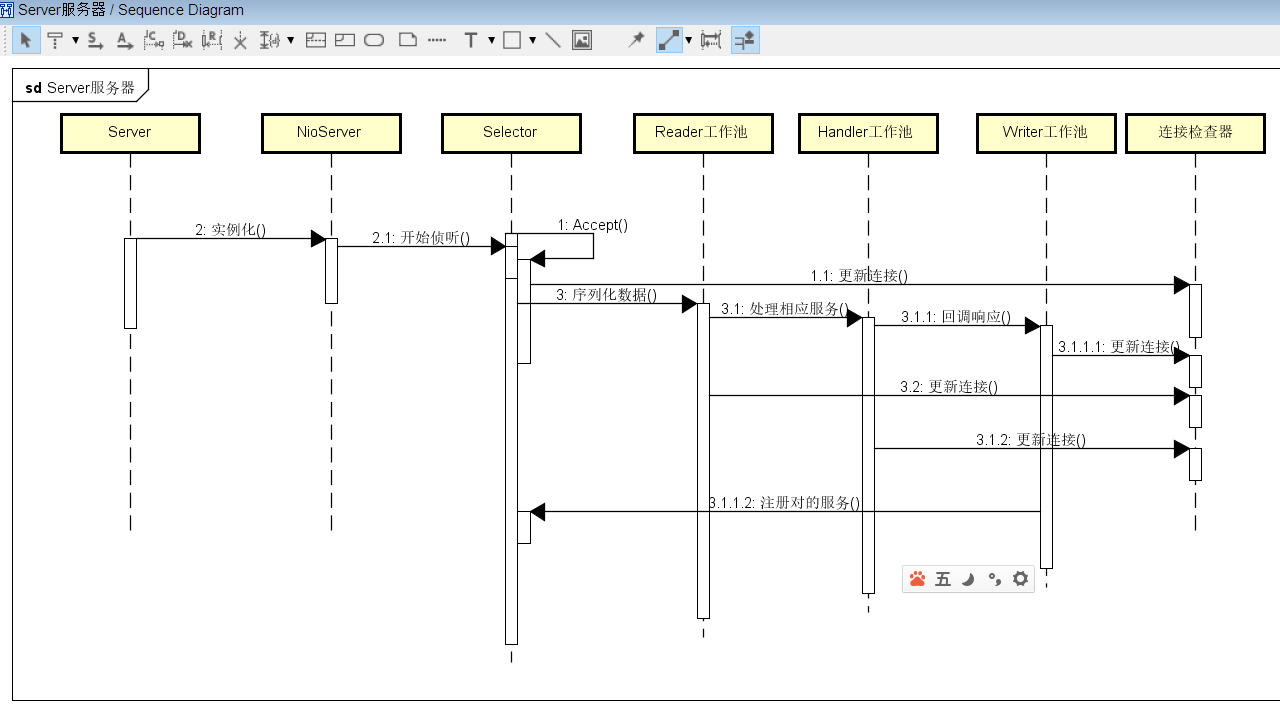 Server服务器 / Sequence Diagram
sd Server服务器
Server
NioServer
Selector
Reader工作池
Handler工作池
Writer工作池
连接检查器
1: Accept()
2: 实例化()
2.1: 开始侦听()
1.1: 更新连接()
3: 序列化数据()
3.1: 处理相应服务()
3.1.1: 回调响应()
3.1.1.1: 更新连接()
3.2: 更新连接()
3.1.2: 更新连接()
3.1.1.2: 注册对的服务()
五